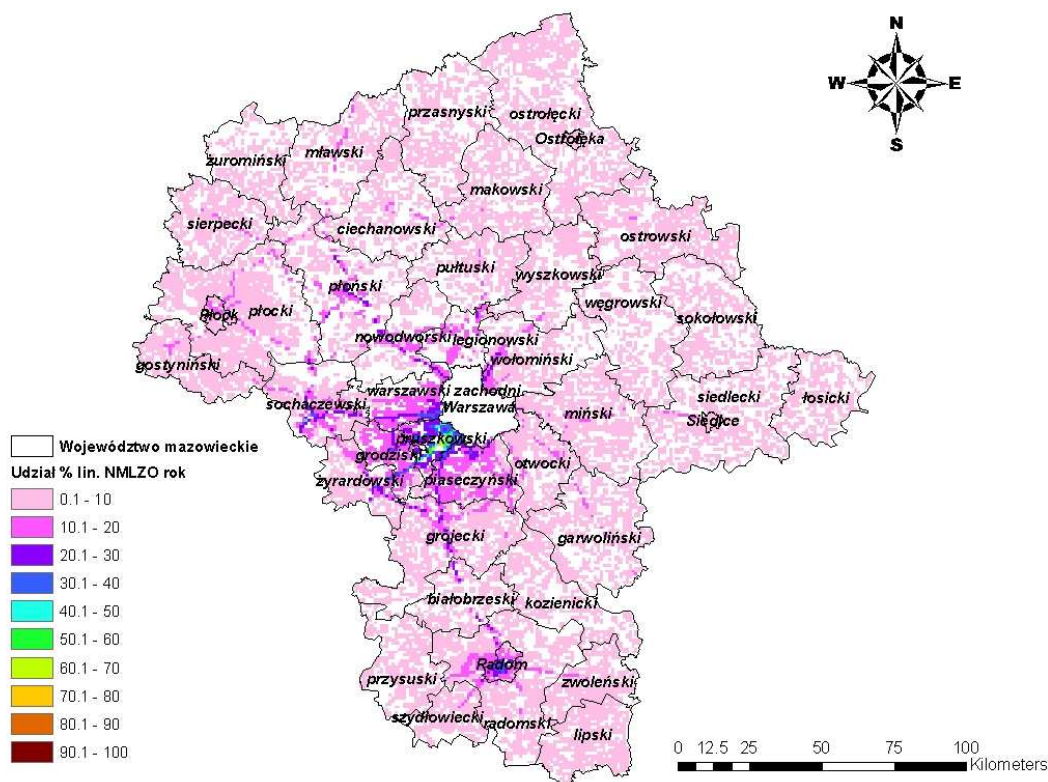 N
W E
S
przasnyski
ostrołęcki
Ostrołęka
żuromiński
mławski
makowski
sierpecki
ciechanowski
ostrowski
pułtuski
wyszkowski
płoński
węgrowski
Płock
płocki
sokołowski
nowodworski
legionowski
gostyniński
wołomiński
warszawski zachodni
siedlecki
łosicki
sochaczewski
Warszawa
miński
Siedlce
pruszkowski
grodziski
otwocki
żyrardowski
piaseczyński
grójecki
garwoliński
białobrzeski
kozienicki
Radom
przysuski
zwoleński
szydłowiecki
radomski
lipski
Województwo mazowieckie
Udział % lin. NMLZO rok
0.1 - 10
10.1 - 20
20.1 - 30
30.1 - 40
40.1 - 50
50.1 - 60
60.1 - 70
70.1 - 80
80.1 - 90
90.1 - 100
0 12.5 25 50 75 100
Kilometers